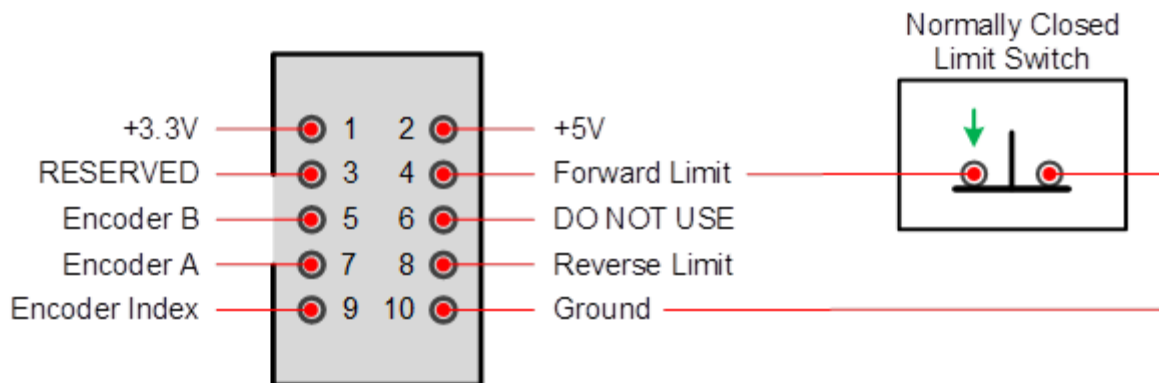 Normally Closed
Limit Switch
+3.3V 1 2 +5V
RESERVED 3 4 Forward Limit
Encoder B 5 6 DO NOT USE
Encoder A 7 8 Reverse Limit
Encoder Index 9 10 Ground